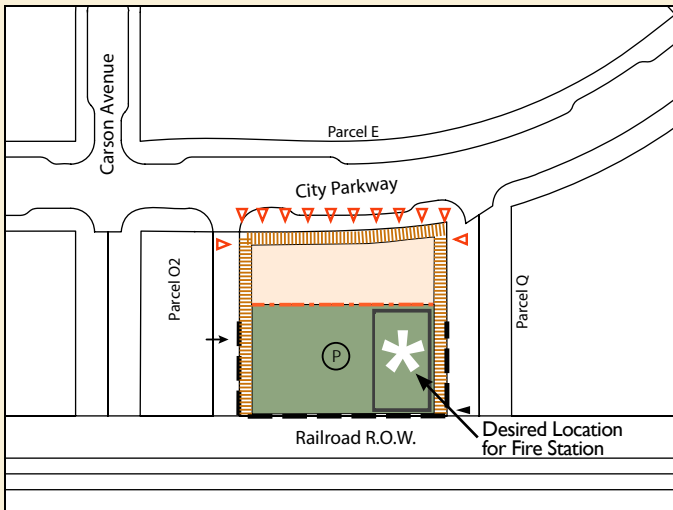 Carson Avenue
Parcel E
City Parkway
Parcel O2
Parcel Q
P
Railroad R.O.W.
Desired Location
for Fire Station